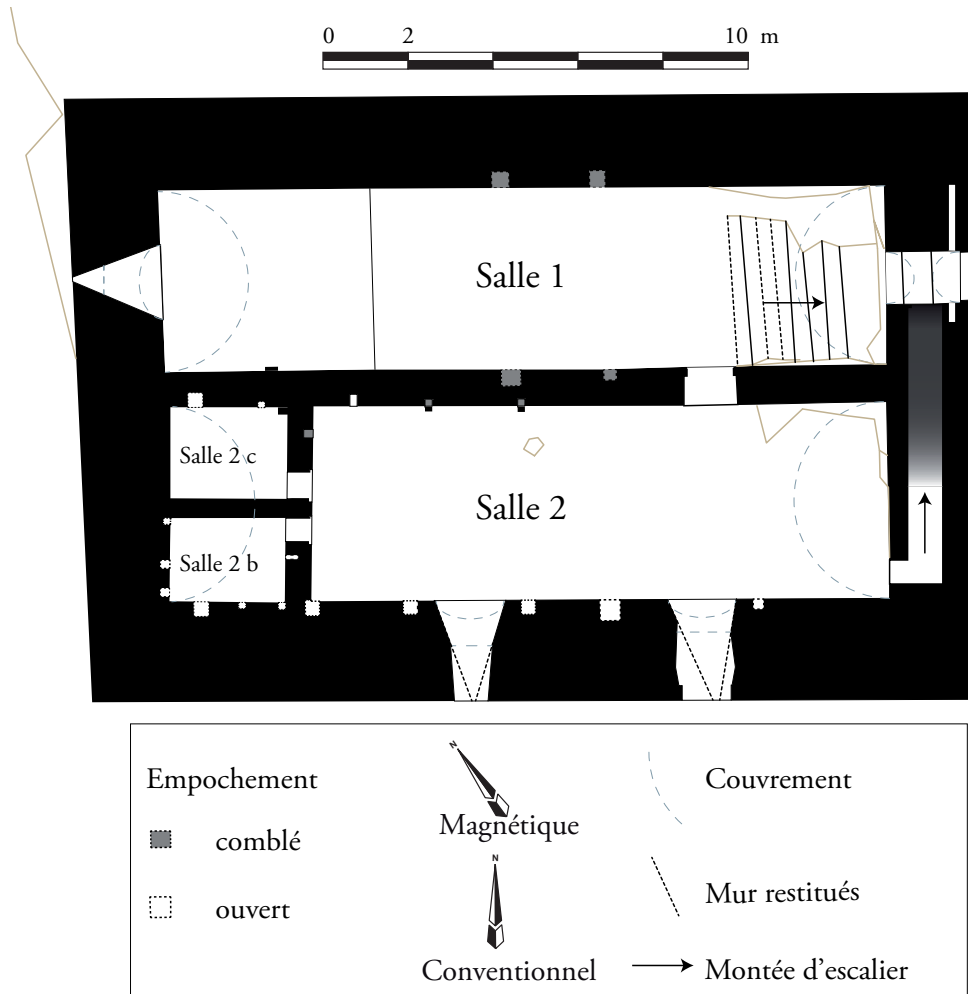 0 2 10 m
Salle 1
Salle 2 c
Salle 2
Salle 2 b
Empochement
comblé
ouvert
N
Magnétique
N
Conventionnel
Couvrement
Mur restitués
Montée d'escalier